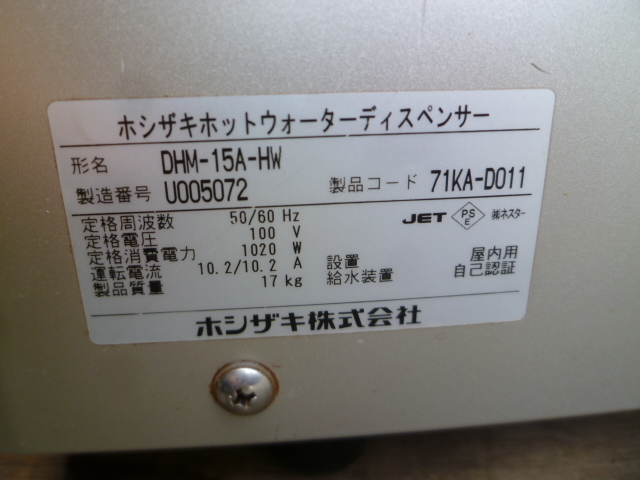 ホシザキホットウォーターディスペンサー
形名 DHM-15A-HW
製造番号 U005072 製品コード 71KA-D011
定格周波数 50/60 Hz JET PS E ㈱ネスター
定格電圧 100 V
定格消費電力 1020 W 設置 屋内用
運転電流 10.2/10.2 A 給水装置 自己認証
製品質量 17 kg
ホシザキ株式会社